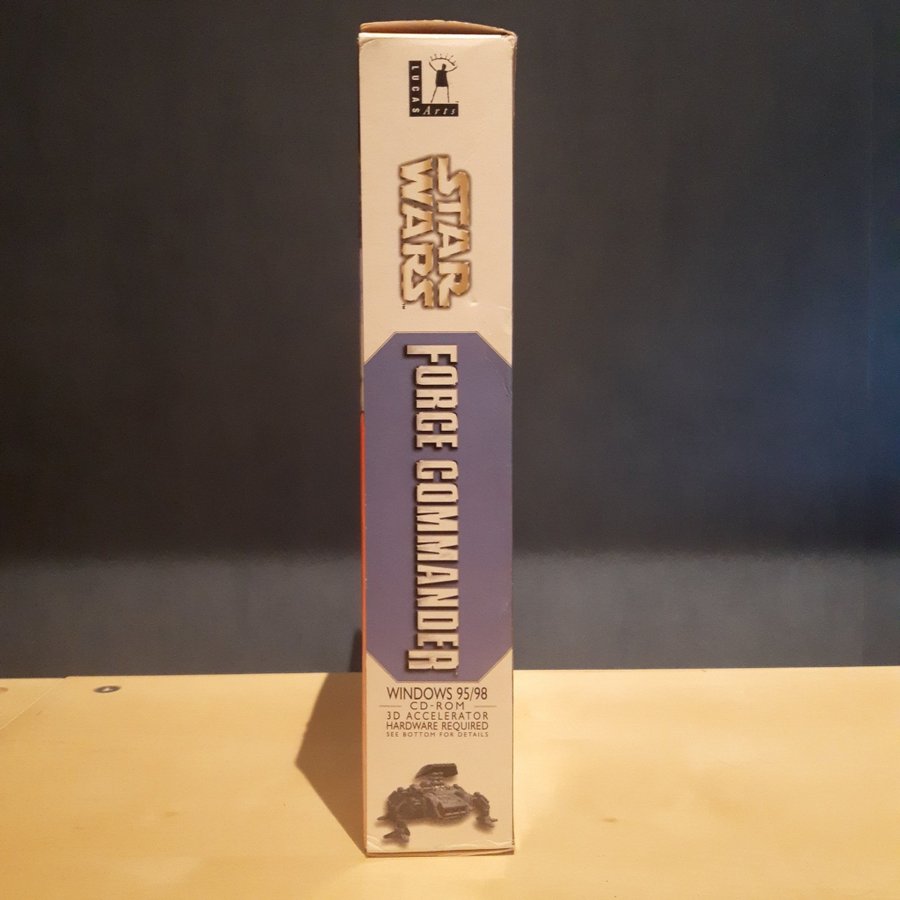 LUCAS
Arts
STAR
WARS
FORCE COMMANDER
WINDOWS 95/98
CD-ROM
3D ACCELERATOR
HARDWARE REQUIRED
SEE BOTTOM FOR DETAILS